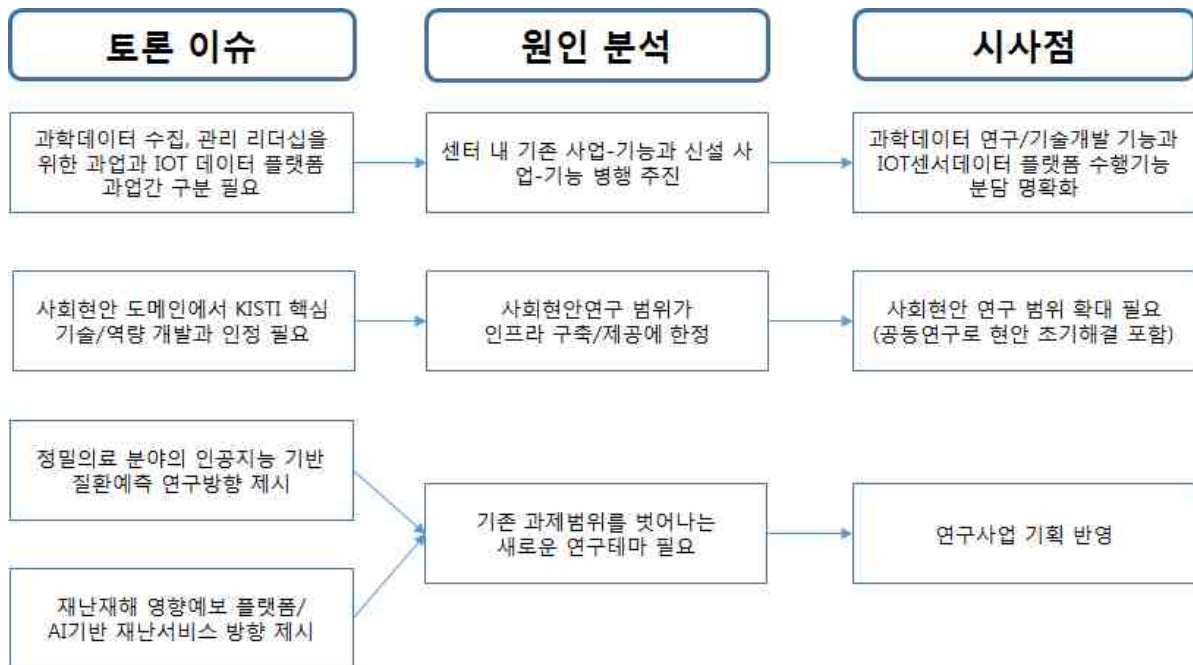 토론 이슈
원인 분석
시사점
과학데이터 수집, 관리 리더십을
위한 과업과 IOT 데이터 플랫폼
과업간 구분 필요
센터 내 기존 사업-기능과 신설 사
업-기능 병행 추진
과학데이터 연구/기술개발 기능과
IOT센서데이터 플랫폼 수행기능
분담 명확화
사회현안 도메인에서 KISTI 핵심
기술/역량 개발과 인정 필요
사회현안연구 범위가
인프라 구축/제공에 한정
사회현안 연구 범위 확대 필요
(공동연구로 현안 조기해결 포함)
정밀의료 분야의 인공지능 기반
질환예측 연구방향 제시
재난재해 영향예보 플랫폼/
AI기반 재난서비스 방향 제시
기존 과제범위를 벗어나는
새로운 연구테마 필요
연구사업 기획 반영